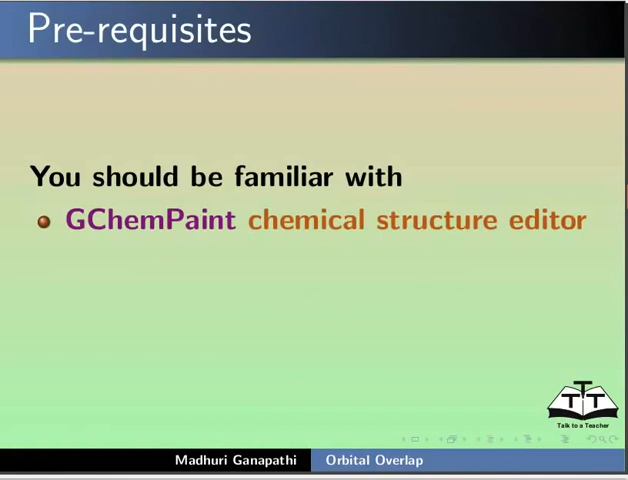 Pre-requisites
You should be familiar with
GChemPaint chemical structure editor
T
T T
Talk to a Teacher
Madhuri Ganapathi Orbital Overlap